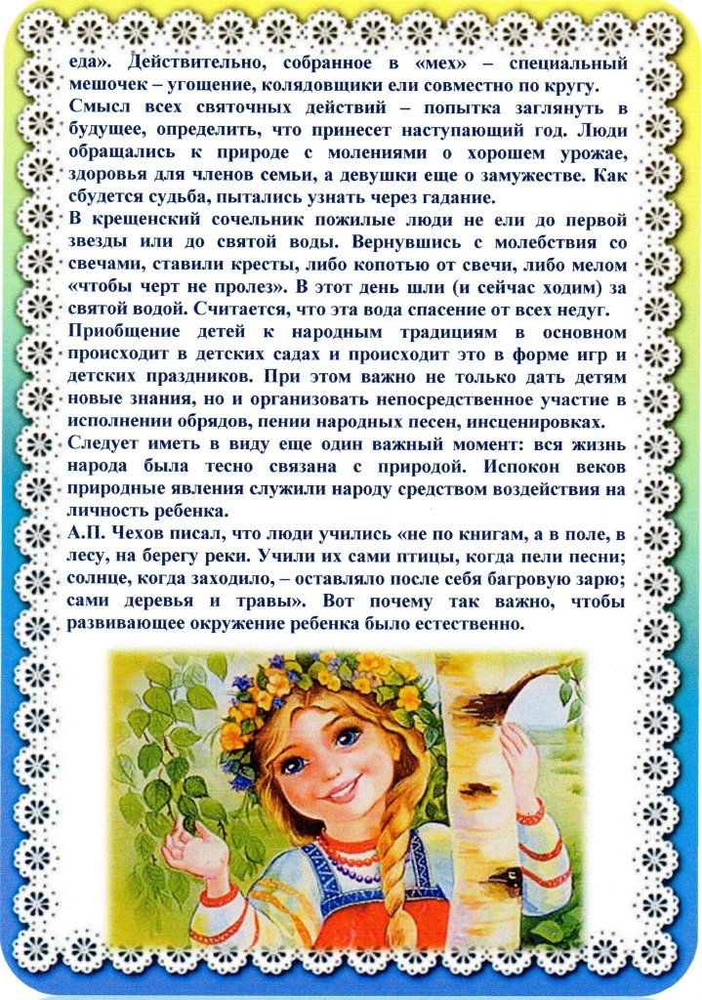 еда». Действительно, собранное в «мех» – специальный
мешочек – угощение, колядовщики ели совместно по кругу.
Смысл всех святочных действий – попытка заглянуть в
будущее, определить, что принесет наступающий год. Люди
обращались к природе с молениями о хорошем урожае,
здоровья для членов семьи, а девушки еще о замужестве. Как
сбудется судьба, пытались узнать через гадание.
В крещенский сочельник пожилые люди не ели до первой
звезды или до святой воды. Вернувшись с молебствия со
свечами, ставили кресты, либо копотью от свечи, либо мелом
«чтобы черт не пролез». В этот день шли (и сейчас ходим) за
святой водой. Считается, что эта вода спасение от всех недуг.
Приобщение детей к народным традициям в основном
происходит в детских садах и происходит это в форме игр и
детских праздников. При этом важно не только дать детям
новые знания, но и организовать непосредственное участие в
исполнении обрядов, пении народных песен, инсценировках.
Следует иметь в виду еще один важный момент: вся жизнь
народа была тесно связана с природой. Испокон веков
природные явления служили народу средством воздействия на
личность ребенка.
А.П. Чехов писал, что люди учились «не по книгам, а в поле, в
лесу, на берегу реки. Учили их сами птицы, когда пели песни;
солнце, когда заходило, – оставляло после себя багровую зарю;
сами деревья и травы». Вот почему так важно, чтобы
развивающее окружение ребенка было естественно.